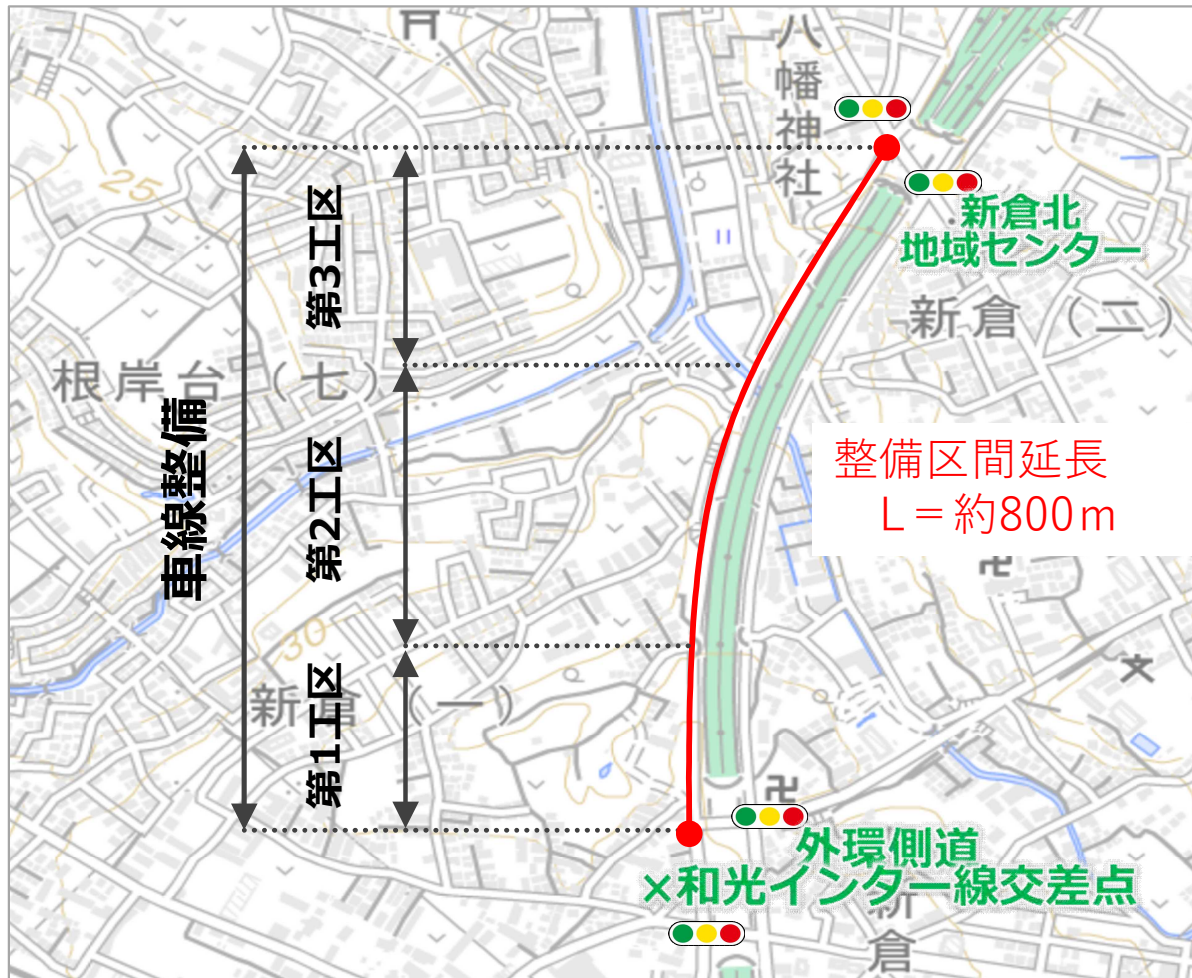 八幡神社
25
新倉北
地域センター
新倉（二）
第3工区
根岸台（七）
車線整備
第2工区
整備区間延長
L＝約800m
30
新倉（一）
第1工区
外環側道
×和光インター線交差点
新倉